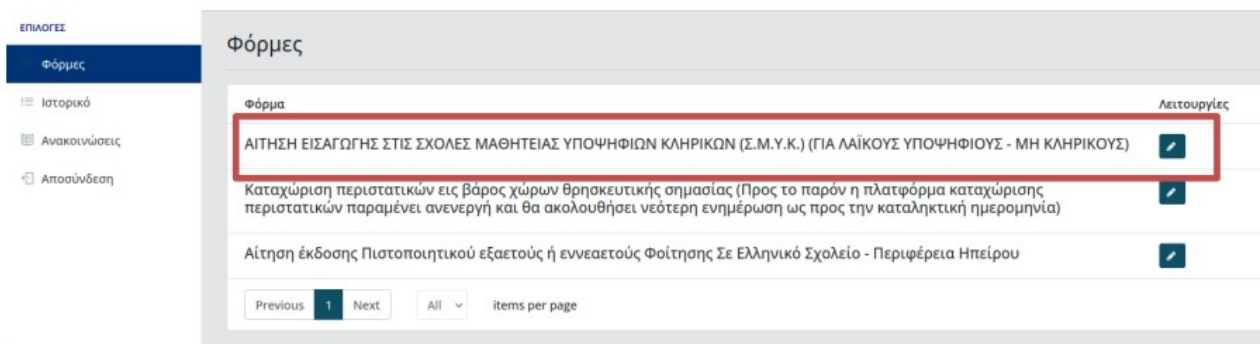 ΕΠΙΛΟΓΕΣ
Φόρμες
Ιστορικό
Ανακοινώσεις
Αποσύνδεση
Φόρμες
Φόρμα Λειτουργίες
ΑΙΤΗΣΗ ΕΙΣΑΓΩΓΗΣ ΣΤΙΣ ΣΧΟΛΕΣ ΜΑΘΗΤΕΙΑΣ ΥΠΟΨΗΦΙΩΝ ΚΛΗΡΙΚΩΝ (Σ.Μ.Υ.Κ.) (ΓΙΑ ΛΑΪΚΟΥΣ ΥΠΟΨΗΦΙΟΥΣ - ΜΗ ΚΛΗΡΙΚΟΥΣ)
Καταχώριση περιστατικών εις βάρος χώρων θρησκευτικής σημασίας (Προς το παρόν η πλατφόρμα καταχώρισης
περιστατικών παραμένει ανενεργή και θα ακολουθήσει νεότερη ενημέρωση ως προς την καταληκτική ημερομηνία)
Αίτηση έκδοσης Πιστοποιητικού εξαετούς ή εννεαετούς Φοίτησης Σε Ελληνικό Σχολείο - Περιφέρεια Ηπείρου
Previous 1 Next All items per page